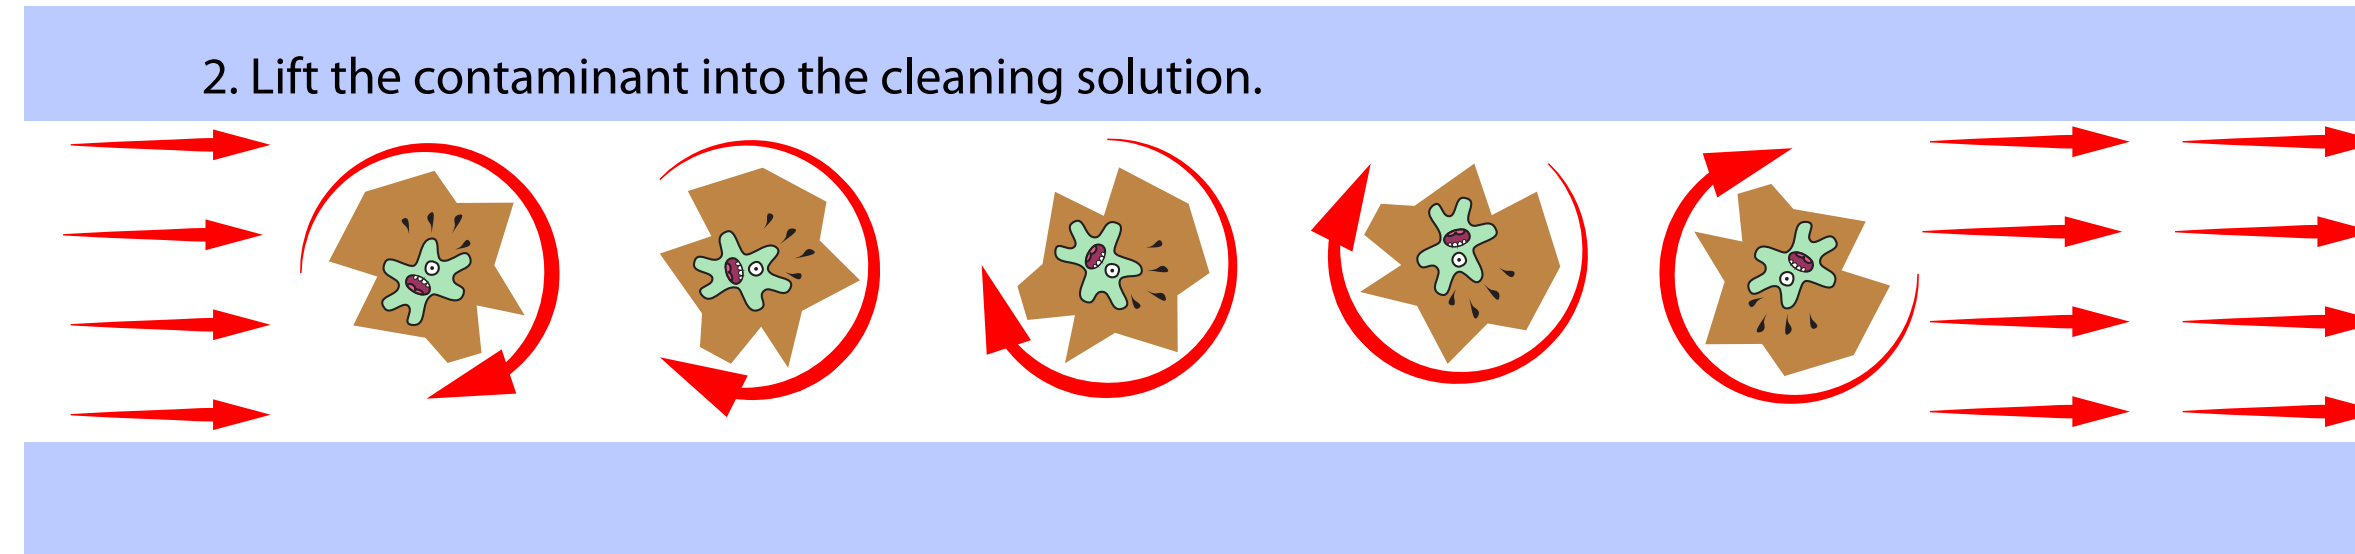 2. Lift the contaminant into the cleaning solution.